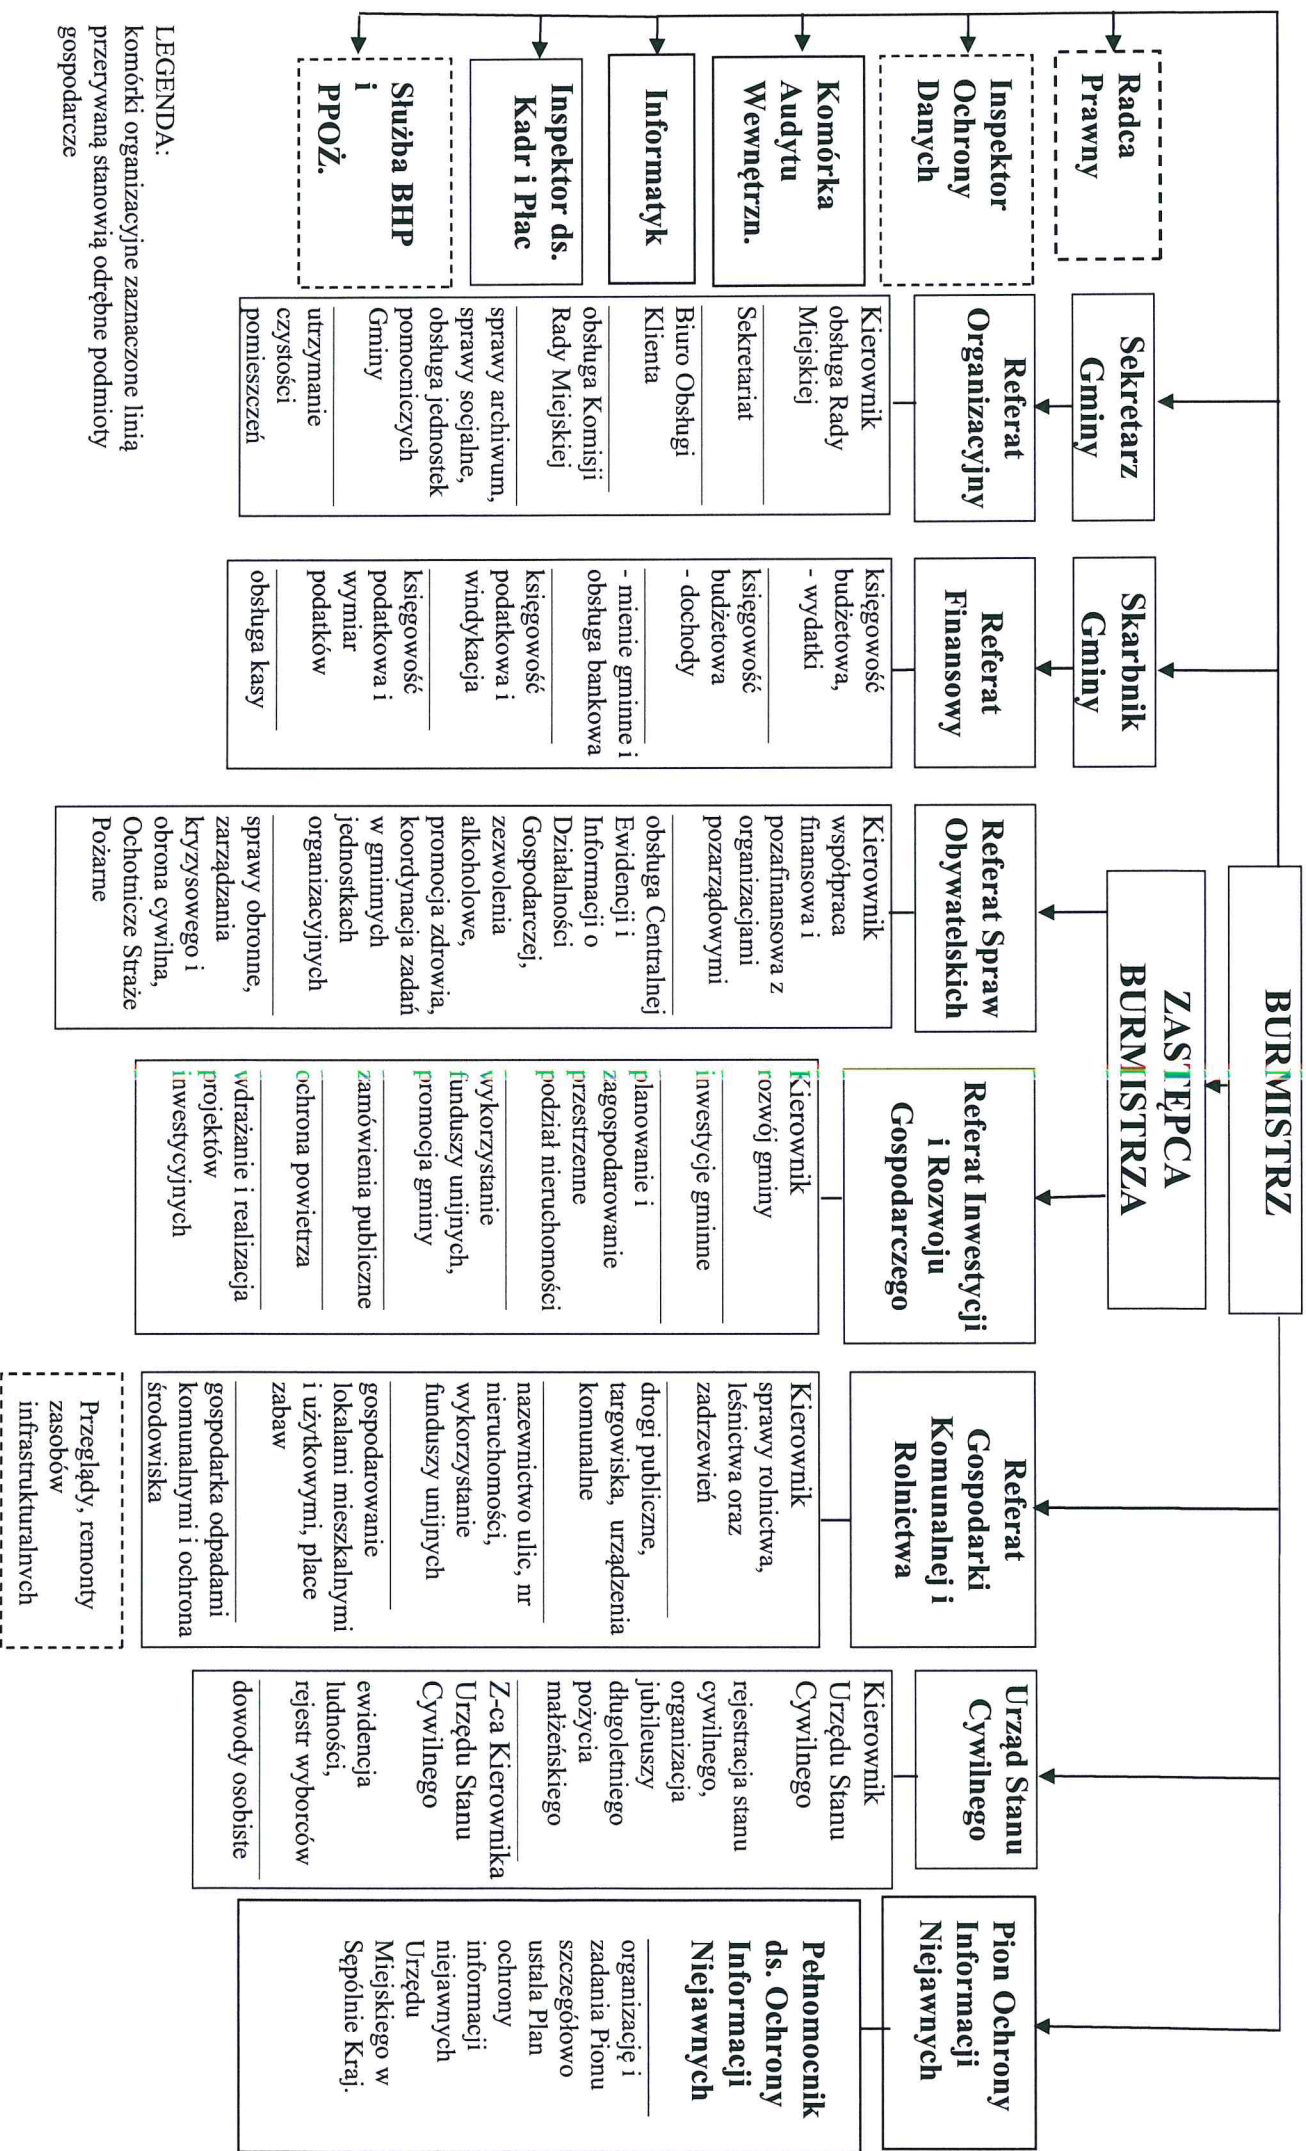 BURMISTRZ
ZASTĘPCA
BURMISTRZA
Radca
Prawny
Inspektor
Ochrony
Danych
Komórka
Audytu
Wewnętrzn.
Informatyk
Inspektor ds.
Kadr i Płac
Służba BHP
i
PPOŻ.
LEGENDA:
komórki organizacyjne zaznaczone linią
przerywaną stanowią odrębne podmioty
gospodarcze
Sekretarz
Gminy
Referat
Organizacyjny
Kierownik
obsługa Rady
Miejskiej
Sekretariat
Biuro Obsługi
Klienta
obsługa Komisji
Rady Miejskiej
sprawy archiwum,
sprawy socjalne,
obsługa jednostek
pomocniczych
Gminy
utrzymanie
czystości
pomieszczeń
Skarbnik
Gminy
Referat
Finansowy
księgowość
budżetowa,
- wydatki
księgowość
budżetowa
- dochody
- mienie gminne i
obsługa bankowa
księgowość
podatkowa i
windykacja
księgowość
podatkowa i
wymiar
podatków
obsługa kasy
Referat Spraw
Obywatelskich
Kierownik
współpraca
finansowa i
pozafinansowa z
organizacjami
pozarządowymi
obsługa Centralnej
Ewidencji i
Informacji o
Działalności
Gospodarczej,
zezwolenia
alkoholowe,
promocja zdrowia,
koordynacja zadań
w gminnych
jednostkach
organizacyjnych
sprawy obronne,
zarządzania
kryzysowego i
obrona cywilna,
Ochotnicze Straże
Pożarne
Referat Inwestycji
i Rozwoju
Gospodarczego
Kierownik
rozwój gminy
inwestycje gminne
planowanie i
zagospodarowanie
przestrzenne
podział nieruchomości
wykorzystanie
funduszy unijnych,
promocja gminy
zamówienia publiczne
ochrona powietrza
wdrażanie i realizacja
projektów
inwestycyjnych
Referat
Gospodarki
Komunalnej i
Rolnictwa
Kierownik
sprawy rolnictwa,
leśnictwa oraz
zadrzewień
drogi publiczne,
targowiska, urządzenia
komunalne
nazewnictwo ulic, nr
nieruchomości,
wykorzystanie
funduszy unijnych
gospodarowanie
lokalami mieszkalnymi
i użytkowymi, place
zabaw
gospodarka odpadami
komunalnymi i ochrona
środowiska
Przeglądy, remonty
zasobów
infrastrukturalnych
Urząd Stanu
Cywilnego
Kierownik
Urzędu Stanu
Cywilnego
rejestracja stanu
cywilnego,
organizacja
jubileuszy
długoletniego
pożycia
małżeńskiego
Z-ca Kierownika
Urzędu Stanu
Cywilnego
ewidencja
ludności,
rejestr wyborców
dowody osobiste
Pion Ochrony
Informacji
Niejawnych
Pełnomocnik
ds. Ochrony
Informacji
Niejawnych
organizację i
zadania Pionu
szczegółowo
ustala Plan
ochrony
informacji
niejawnych
Urzędu
Miejskiego w
Sępólnie Kraj.